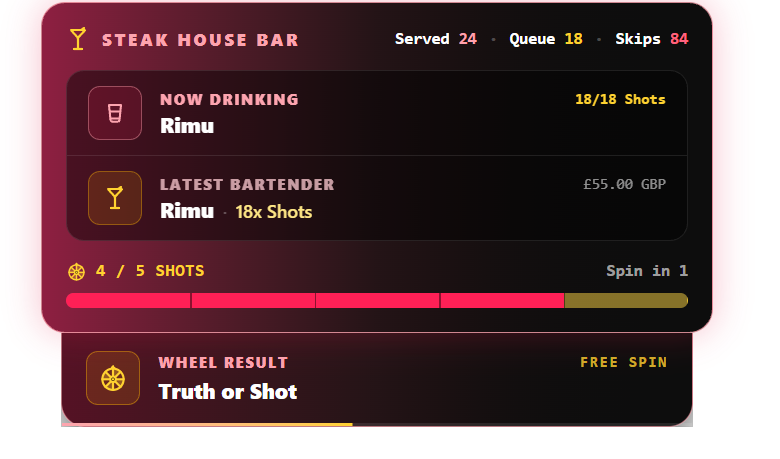 STEAK HOUSE BAR Served 24 · Queue 18 · Skips 84
NOW DRINKING 18/18 Shots
Rimu
LATEST BARTENDER £55.00 GBP
Rimu · 18x Shots
4 / 5 SHOTS Spin in 1
WHEEL RESULT FREE SPIN
Truth or Shot